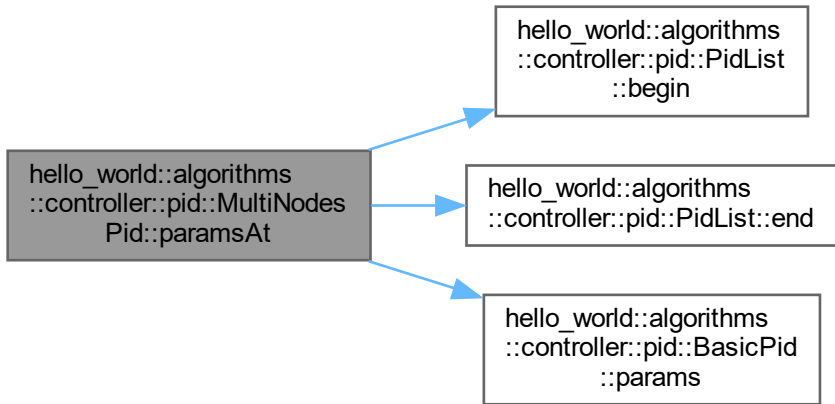 hello_world::algorithms
::controller::pid::MultiNodes
Pid::paramsAt
hello_world::algorithms
::controller::pid::PidList
::begin
hello_world::algorithms
::controller::pid::PidList::end
hello_world::algorithms
::controller::pid::BasicPid
::params